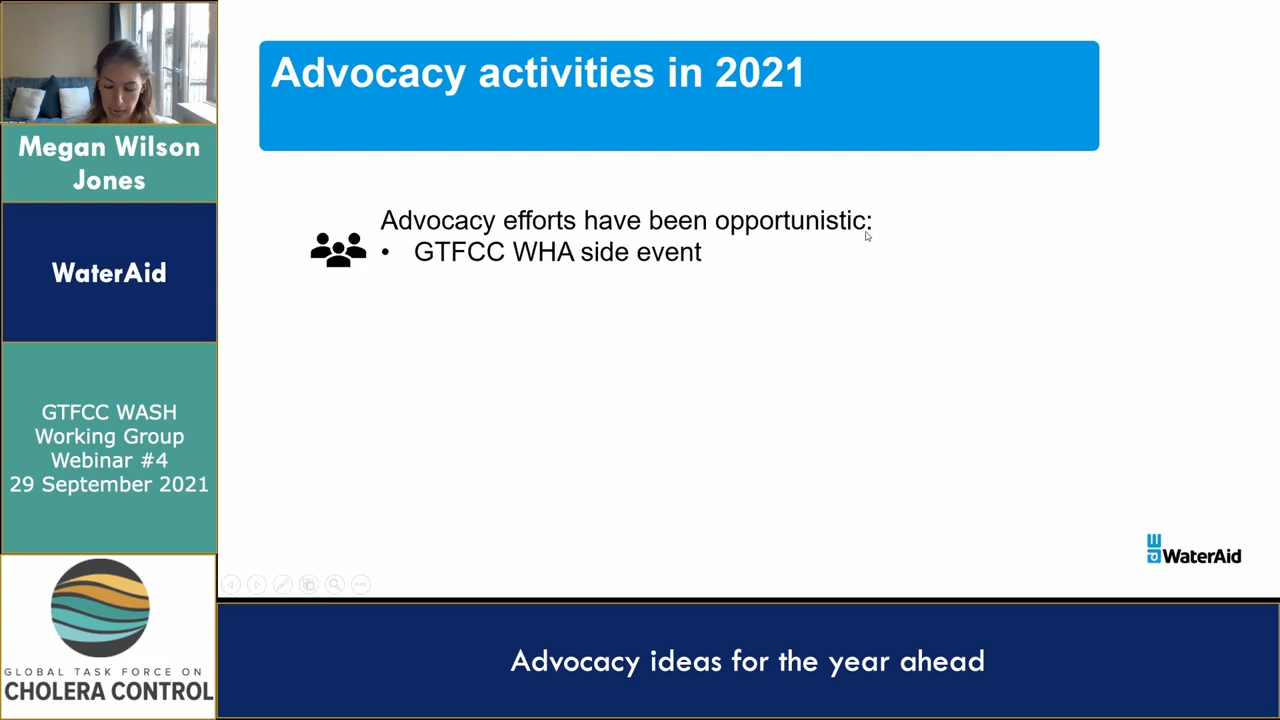 Megan Wilson
Jones
WaterAid
GTFCC WASH
Working Group
Webinar #4
29 September 2021
GLOBAL TASK FORCE ON
CHOLERA CONTROL
Advocacy activities in 2021
Advocacy efforts have been opportunistic:
• GTFCC WHA side event
WaterAid
Advocacy ideas for the year ahead